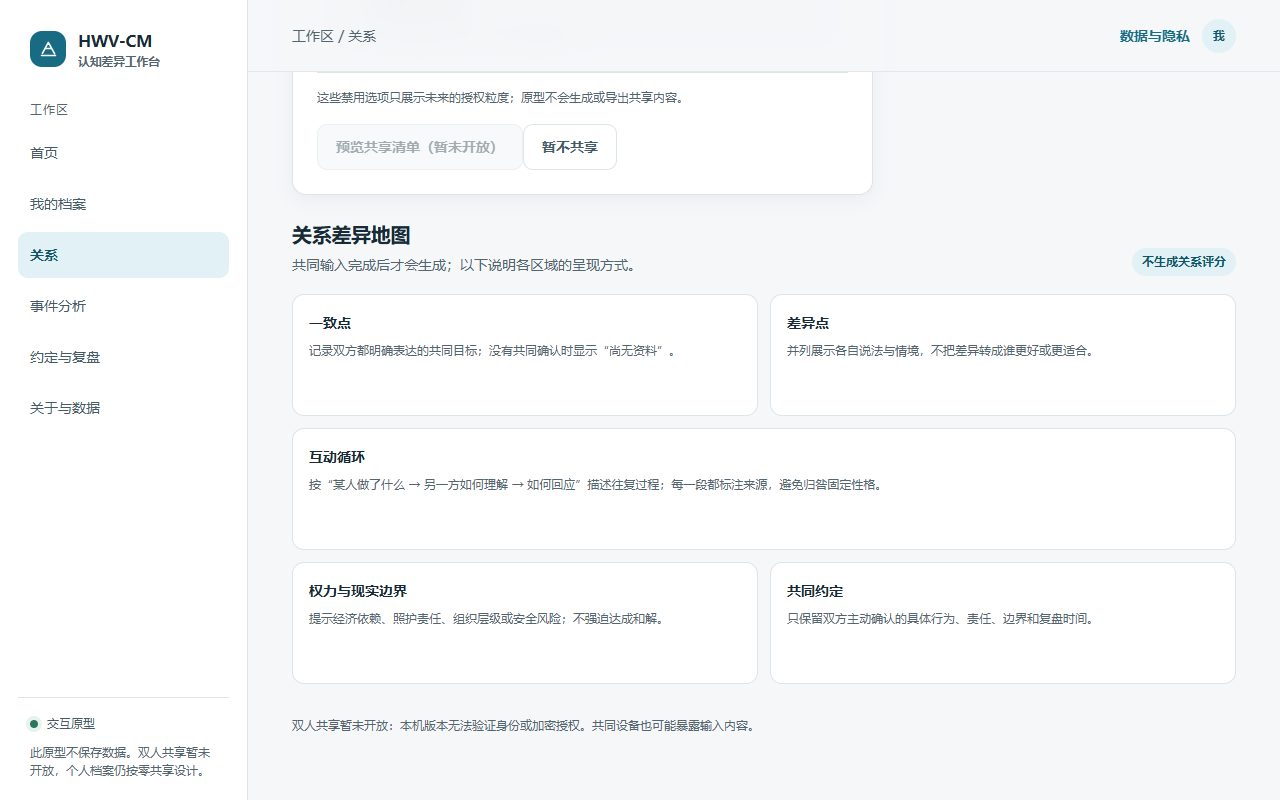 HWV-CM
认知差异工作台
工作区
首页
我的档案
关系
事件分析
约定与复盘
关于与数据
交互原型
此原型不保存数据。双人共享暂未
开放，个人档案仍按零共享设计。
工作区 / 关系
数据与隐私
我
这些禁用选项只展示未来的授权粒度；原型不会生成或导出共享内容。
预览共享清单（暂未开放）
暂不共享
关系差异地图
共同输入完成后才会生成；以下说明各区域的呈现方式。
不生成关系评分
一致点
记录双方都明确表达的共同目标；没有共同确认时显示“尚无资料”。
差异点
并列展示各自说法与情境，不把差异转成谁更好或更适合。
互动循环
按“某人做了什么 → 另一方如何理解 → 如何回应”描述往复过程；每一段都标注来源，避免归咎固定性格。
权力与现实边界
提示经济依赖、照护责任、组织层级或安全风险；不强迫达成和解。
共同约定
只保留双方主动确认的具体行为、责任、边界和复盘时间。
双人共享暂未开放：本机版本无法验证身份或加密授权。共同设备也可能暴露输入内容。